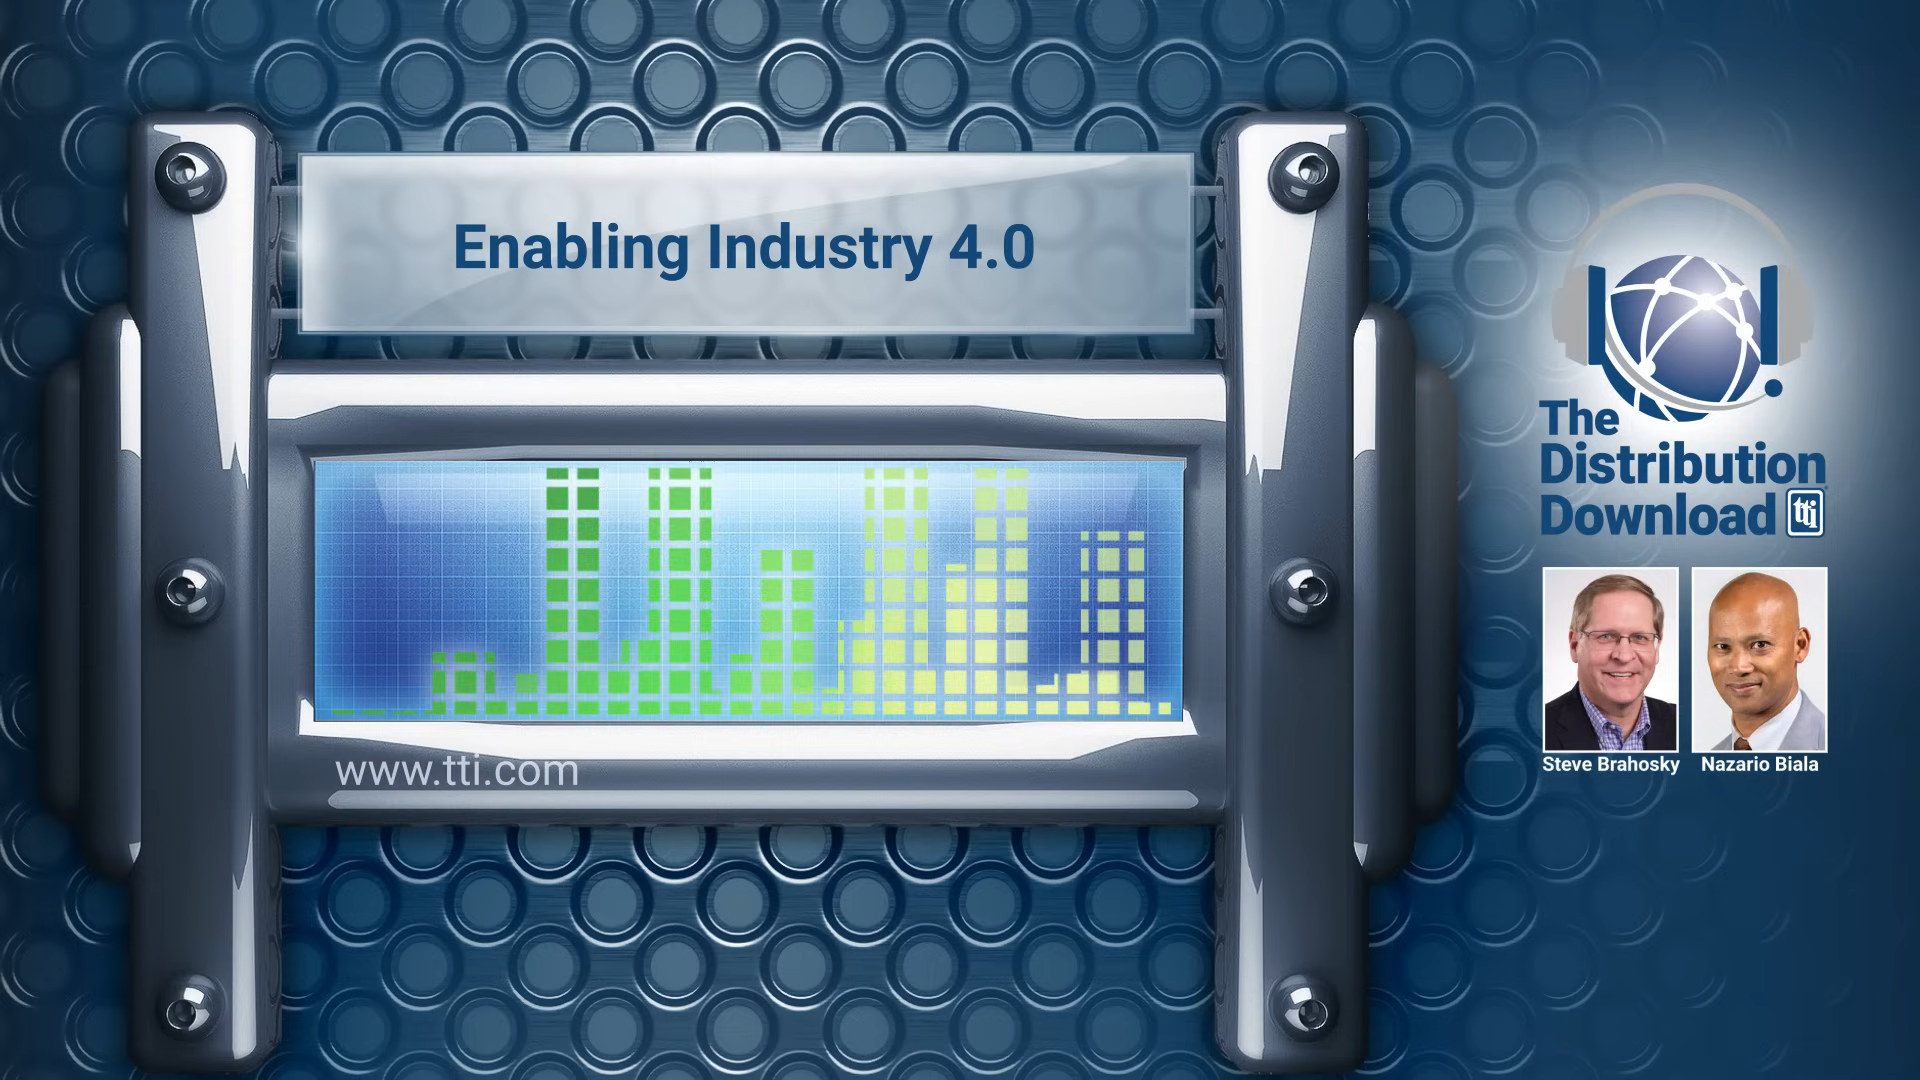 Enabling Industry 4.0
www.tti.com
The
Distribution
Download tti
Steve Brahosky
Nazario Biala